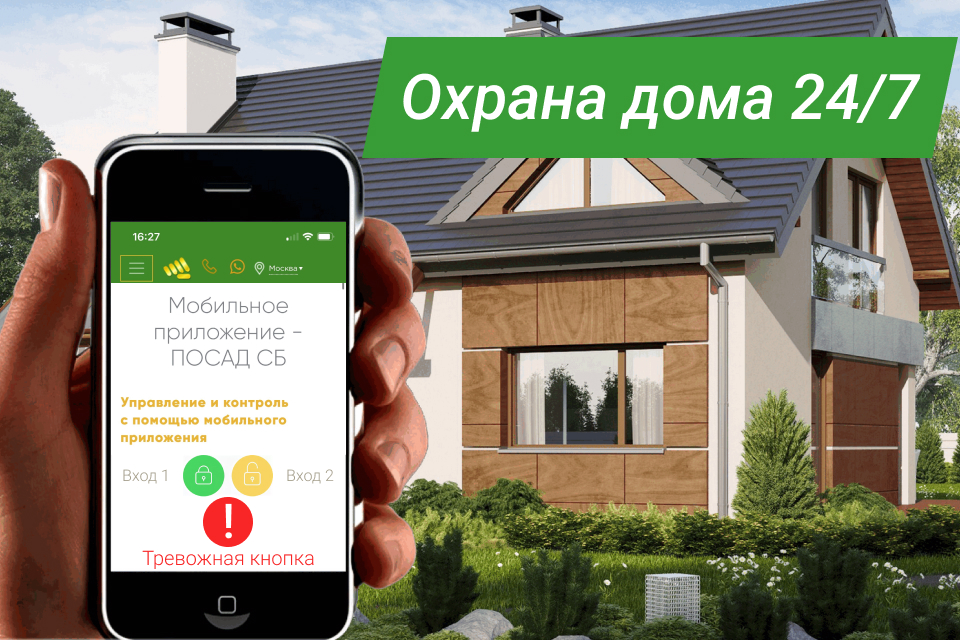 Охрана дома 24/7
16:27
Москва
Мобильное
приложение -
ПОСАД СБ
Управление и контроль
с помощью мобильного
приложения
Вход 1
Вход 2
!
Тревожная кнопка